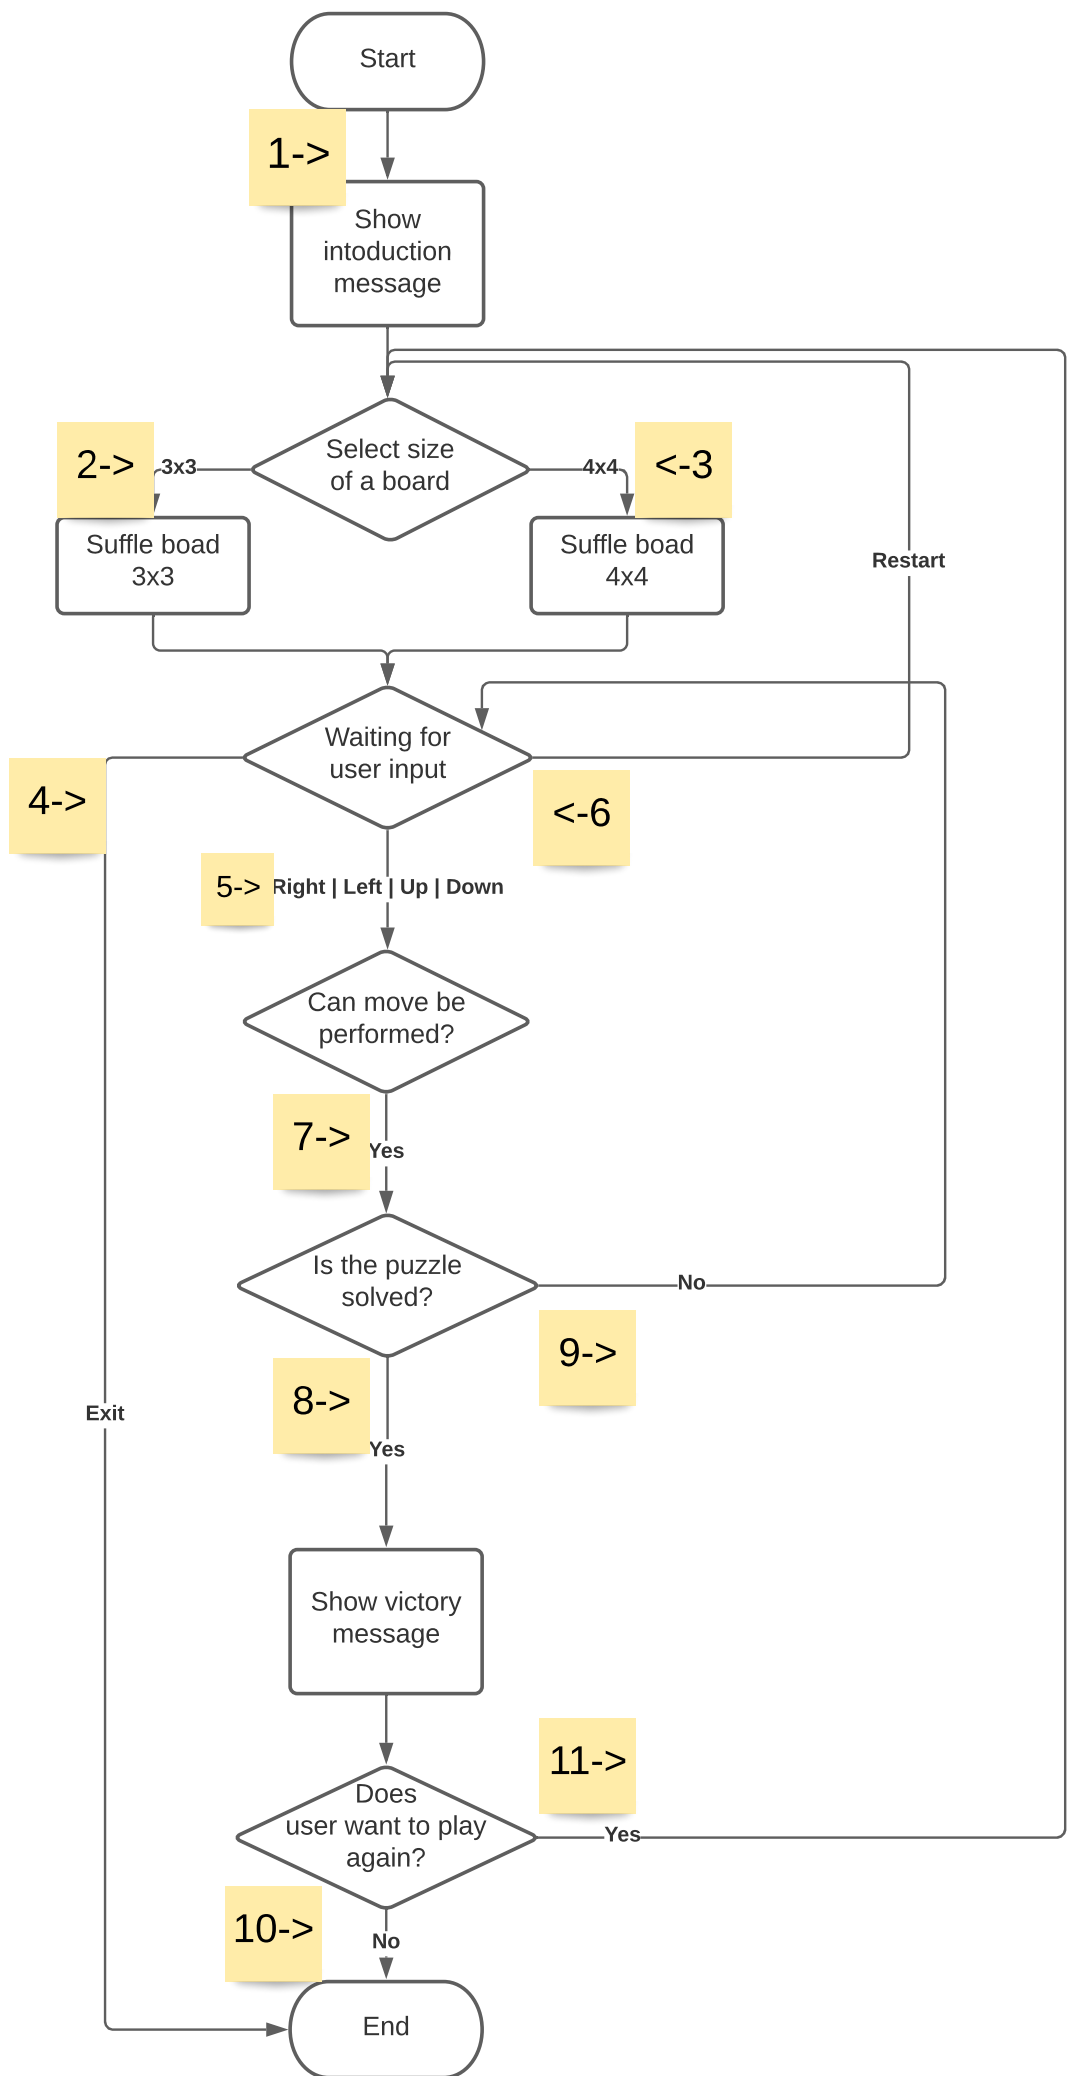 Start
1->
Show
intoduction
message
Select size
of a board
2->
3x3
4x4
<-3
Suffle boad
3x3
Suffle boad
4x4
Restart
Waiting for
user input
4->
<-6
5->
Right | Left | Up | Down
Can move be
performed?
7->
Yes
Is the puzzle
solved?
No
9->
8->
Exit
Yes
Show victory
message
11->
Does
user want to play
again?
Yes
10->
No
End